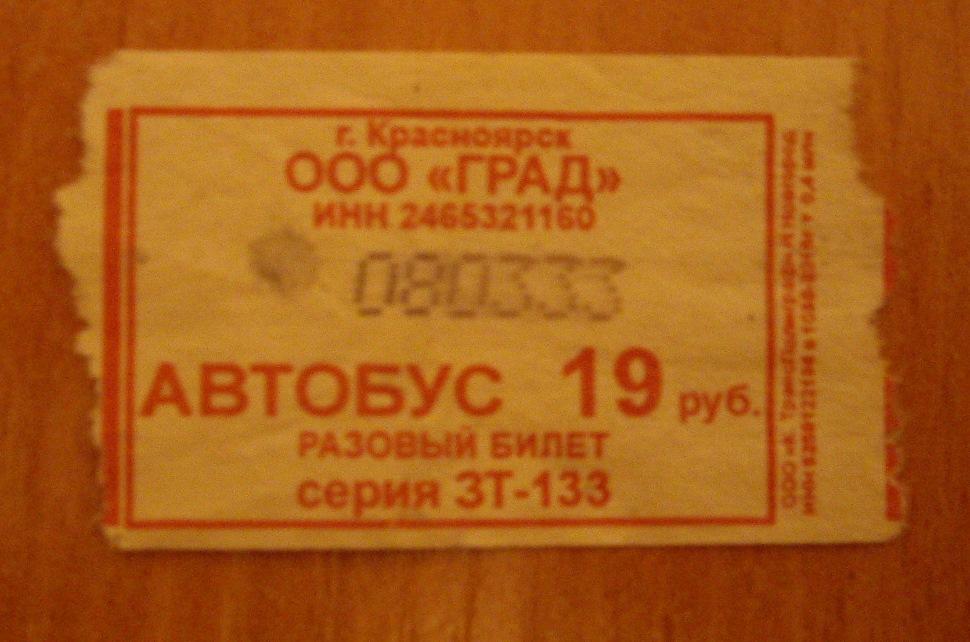 г. Красноярск
ООО «ГРАД»
ИНН 2465321160
080333
АВТОБУС 19 руб.
РАЗОВЫЙ БИЛЕТ
серия ЗТ-133